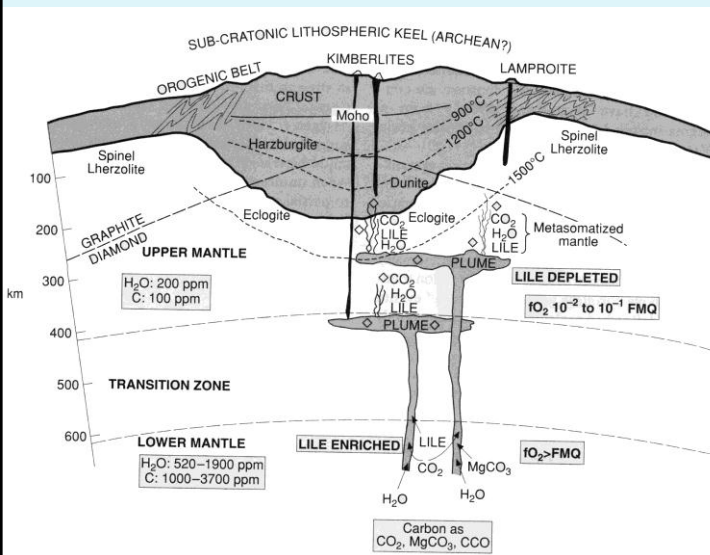 SUB-CRATONIC LITHOSPHERIC KEEL (ARCHEAN?)
KIMBERLITES
LAMPROITE
OROGENIC BELT
CRUST
Moho
900°C
1200°C
Harzburgite
Spinel
Lherzolite
Spinel
Lherzolite
1500°C
Dunite
100
Eclogite
Eclogite
CO2
LILE
H2O
CO2
H2O
LILE
Metasomatized
mantle
200
GRAPHITE
DIAMOND
UPPER MANTLE
PLUME
LILE DEPLETED
H2O: 200 ppm
C: 100 ppm
300
km
CO2
H2O
LILE
fO2 10-2 to 10-1 FMQ
PLUME
400
TRANSITION ZONE
500
600
LOWER MANTLE
LILE ENRICHED
LILE
fO2>FMQ
H2O: 520–1900 ppm
C: 1000–3700 ppm
CO2
MgCO3
H2O
H2O
Carbon as
CO2, MgCO3, CCO